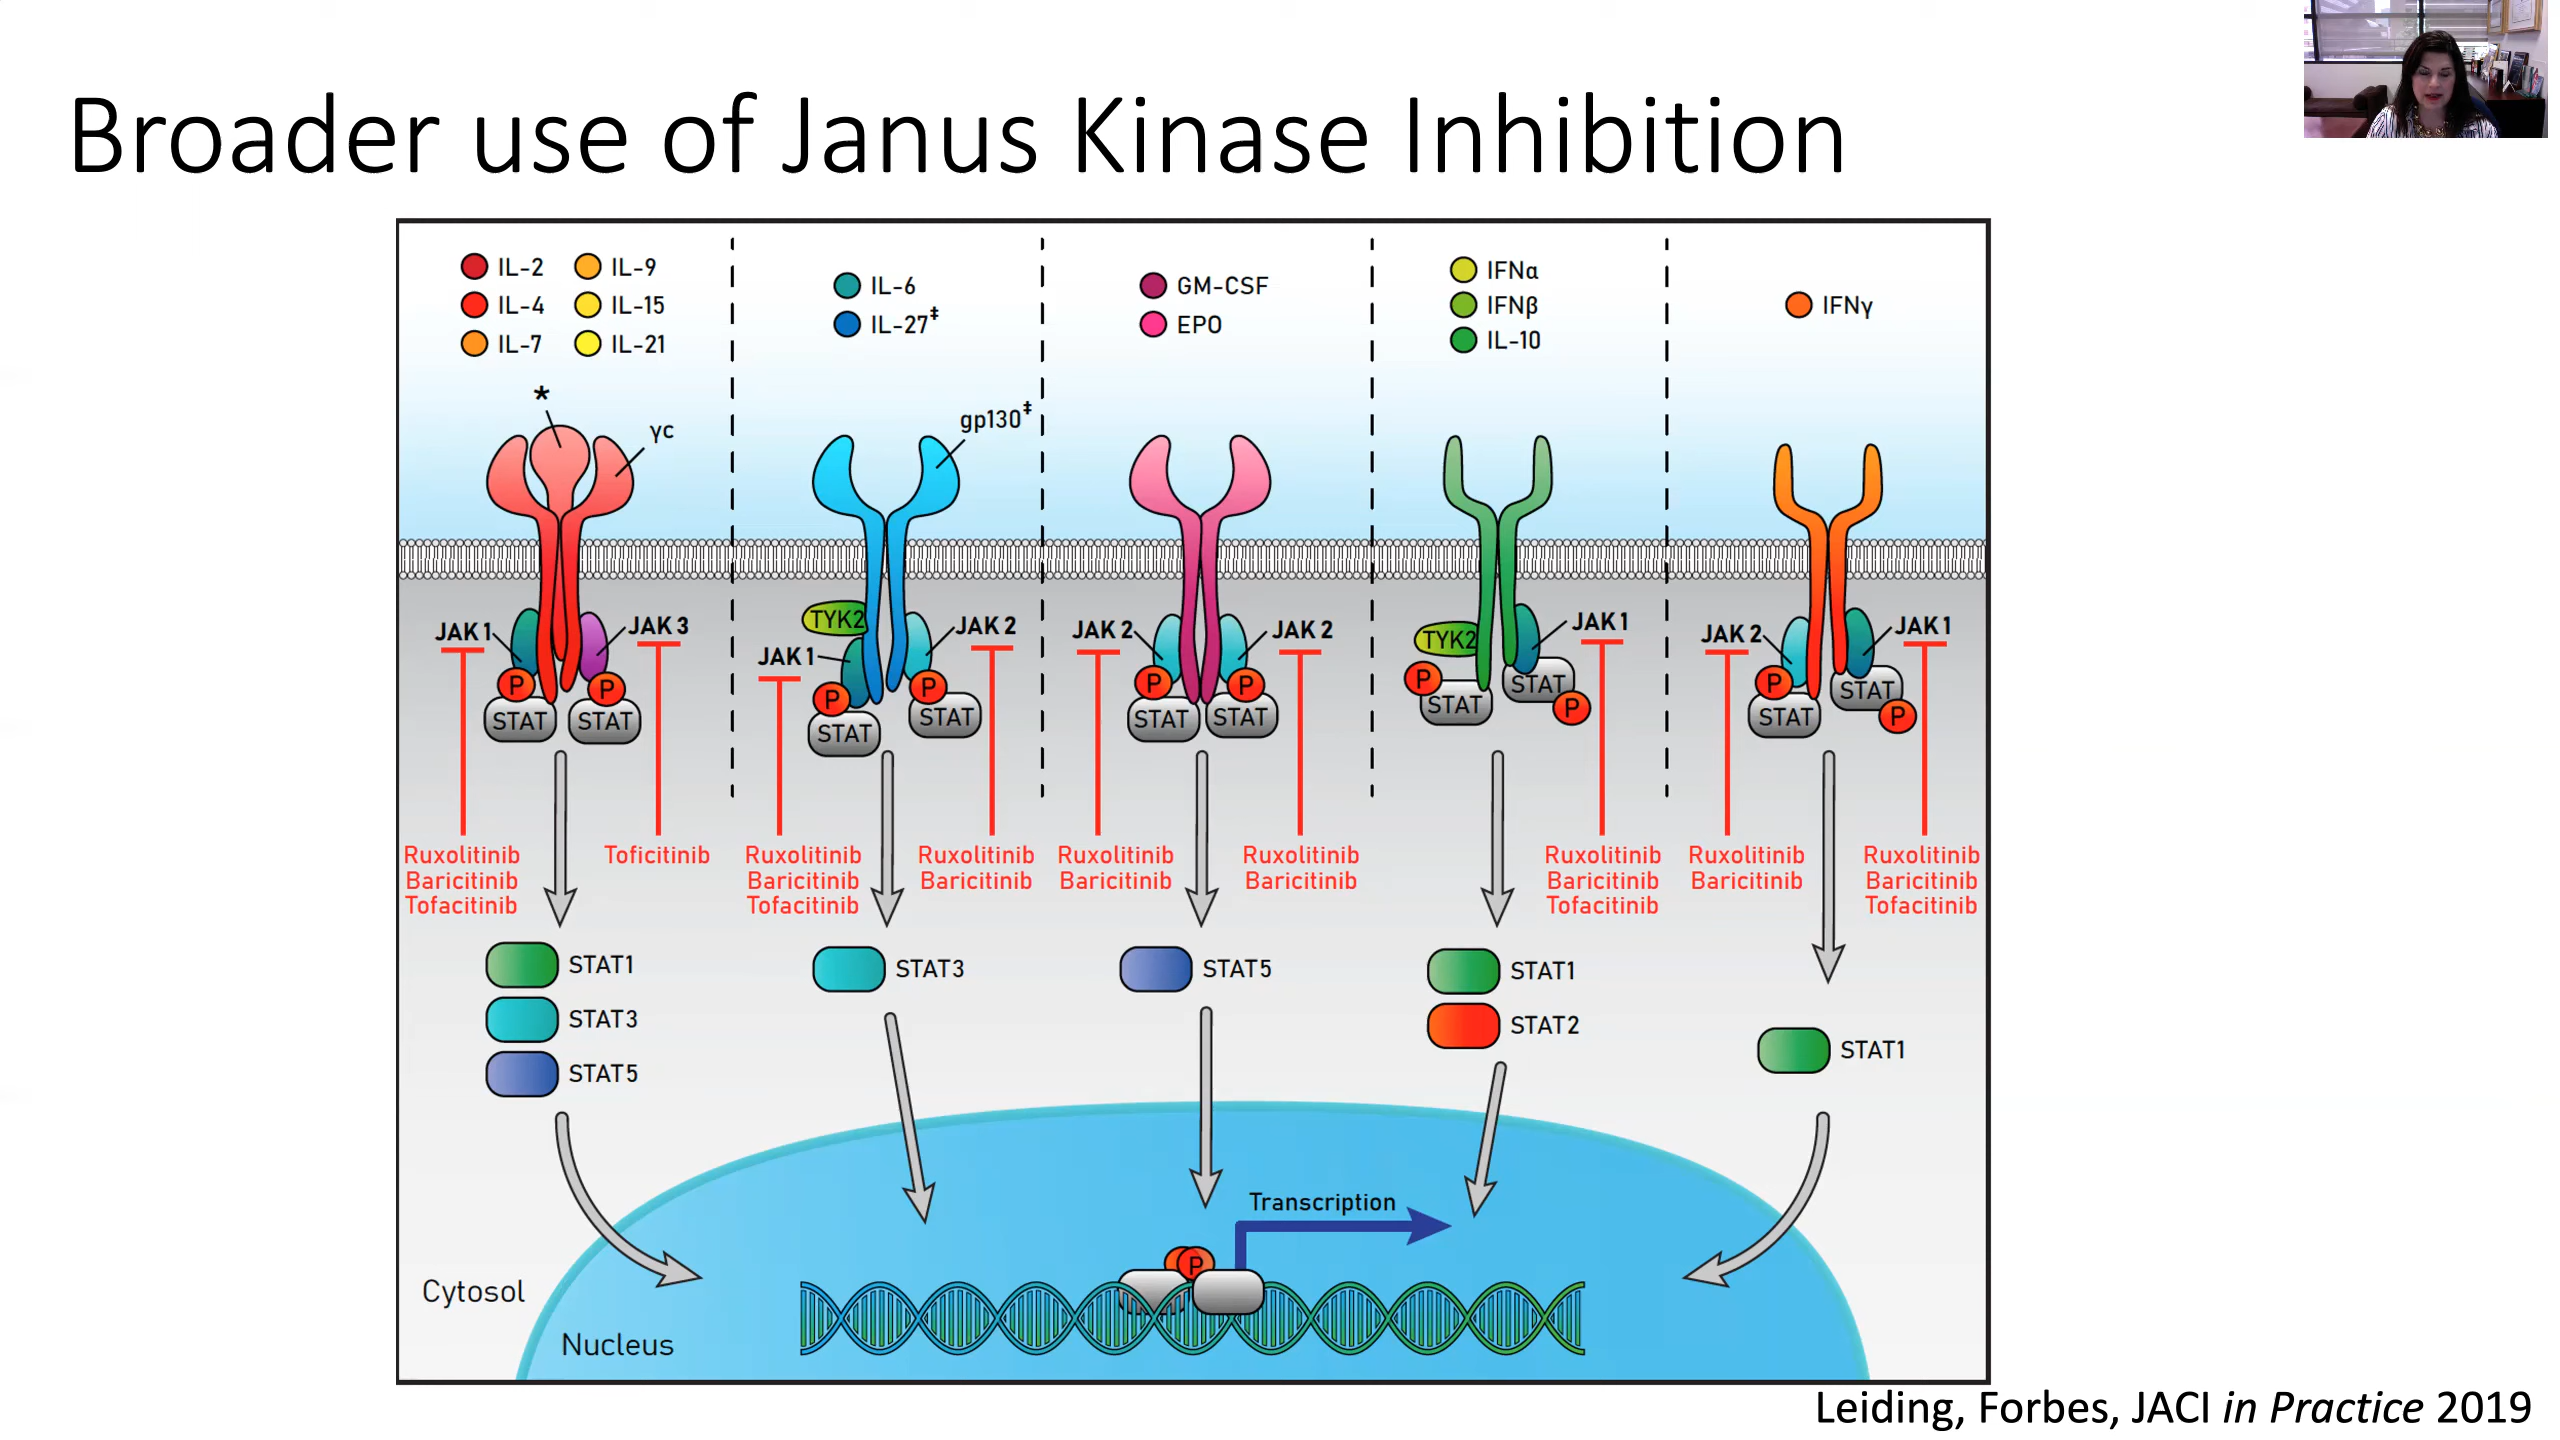 Broader use of Janus Kinase Inhibition
IL-2
IL-9
IL-4
IL-15
IL-7
IL-21
IL-6
IL-27‡
GM-CSF
EPO
IFNα
IFNβ
IL-10
IFNγ
*
γc
gp130‡
JAK 1
JAK 3
P
P
STAT
STAT
TYK2
JAK 1
JAK 2
P
P
STAT
STAT
JAK 2
JAK 2
P
P
STAT
STAT
TYK2
JAK 1
P
STAT
STAT
P
JAK 2
JAK 1
P
STAT
STAT
P
Ruxolitinib
Baricitinib
Tofacitinib
Toficitinib
Ruxolitinib
Baricitinib
Tofacitinib
Ruxolitinib
Baricitinib
Ruxolitinib
Baricitinib
Ruxolitinib
Baricitinib
Ruxolitinib
Baricitinib
Tofacitinib
Ruxolitinib
Baricitinib
Ruxolitinib
Baricitinib
Tofacitinib
STAT1
STAT3
STAT5
STAT3
STAT5
STAT1
STAT2
STAT1
Transcription
P
Cytosol
Nucleus
Leiding, Forbes, JACI in Practice 2019